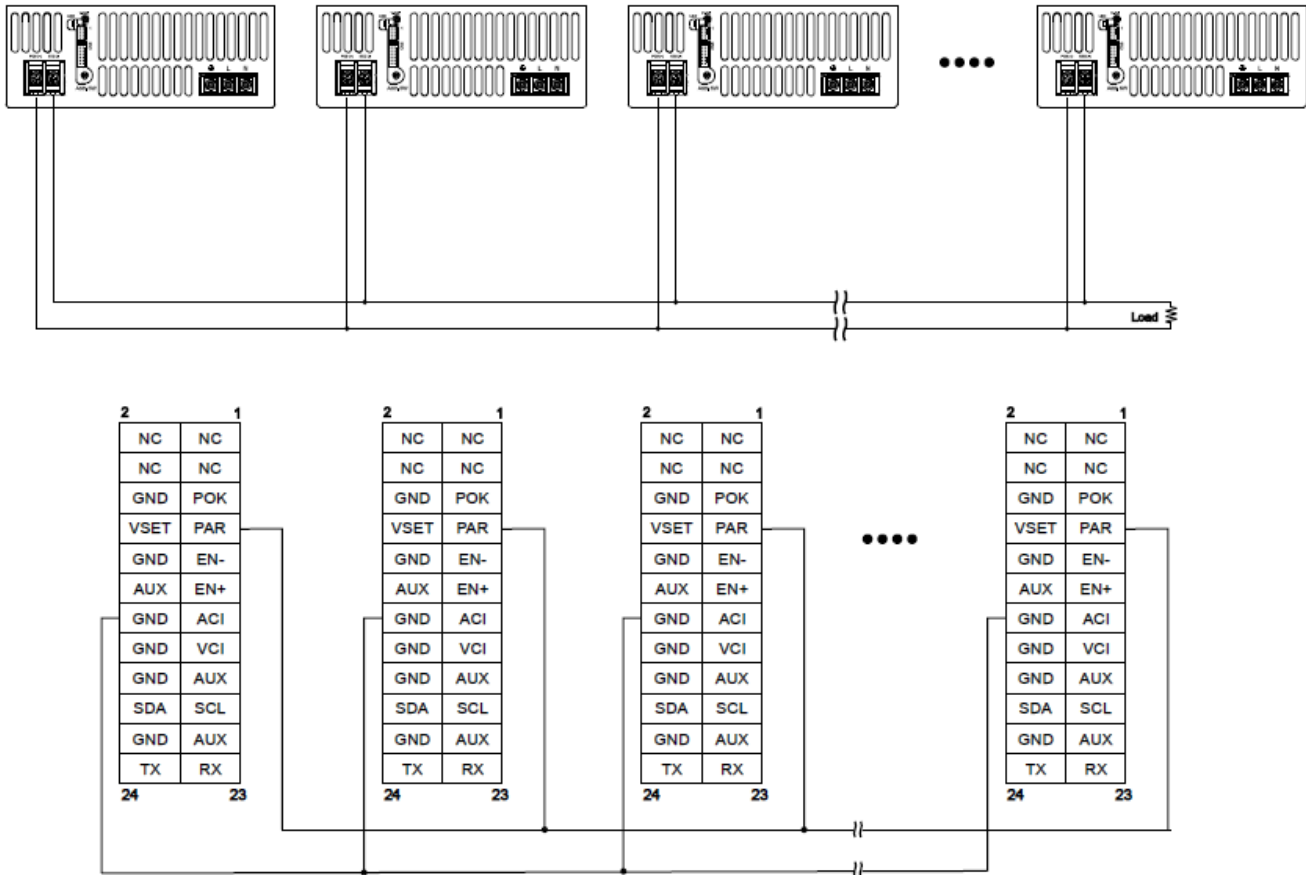 L N
L N
L N
L N
Load
2 1
NC NC
NC NC
GND POK
VSET PAR
GND EN-
AUX EN+
GND ACI
GND VCI
GND AUX
SDA SCL
GND AUX
TX RX
24 23
2 1
NC NC
NC NC
GND POK
VSET PAR
GND EN-
AUX EN+
GND ACI
GND VCI
GND AUX
SDA SCL
GND AUX
TX RX
24 23
2 1
NC NC
NC NC
GND POK
VSET PAR
GND EN-
AUX EN+
GND ACI
GND VCI
GND AUX
SDA SCL
GND AUX
TX RX
24 23
2 1
NC NC
NC NC
GND POK
VSET PAR
GND EN-
AUX EN+
GND ACI
GND VCI
GND AUX
SDA SCL
GND AUX
TX RX
24 23